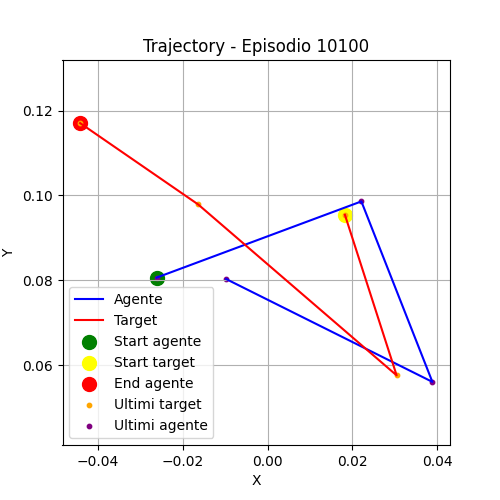 Trajectory - Episodio 10100
Y
0.12
0.10
0.08
0.06
Agente
Target
Start agente
Start target
End agente
Ultimi target
Ultimi agente
−0.04
−0.02
0.00
0.02
0.04
X